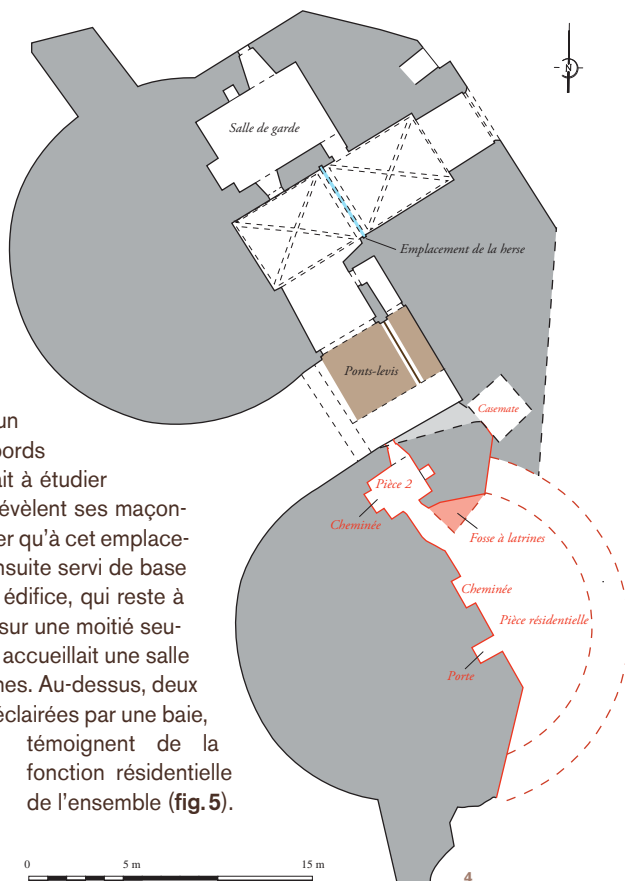 N
Salle de garde
Emplacement de la herse
Ponts-levis
Casemate
Pièce 2
Cheminée
Fosse à latrines
Cheminée
Pièce résidentielle
Porte
un
bords
ait à étudier
évèlent ses maçon-
er qu'à cet emplace-
nsuite servi de base
édifice, qui reste à
sur une moitié seu-
accueillait une salle
nes. Au-dessus, deux
éclairées par une baie,
témoignent de la
fonction résidentielle
de l'ensemble (fig. 5).
0 5 m 15 m
4